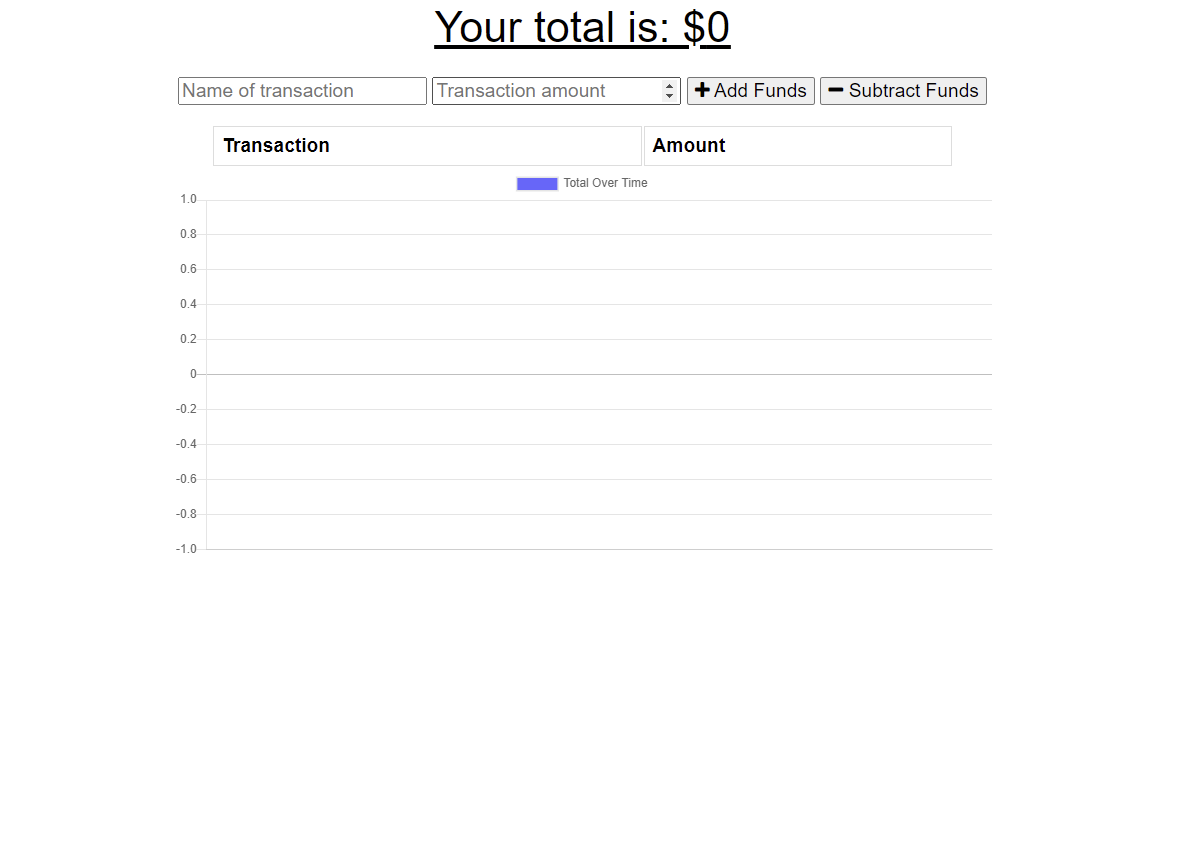 Your total is: $0
Name of transaction Transaction amount Add Funds Subtract Funds
Transaction Amount
Total Over Time
1.0
0.8
0.6
0.4
0.2
0
-0.2
-0.4
-0.6
-0.8
-1.0